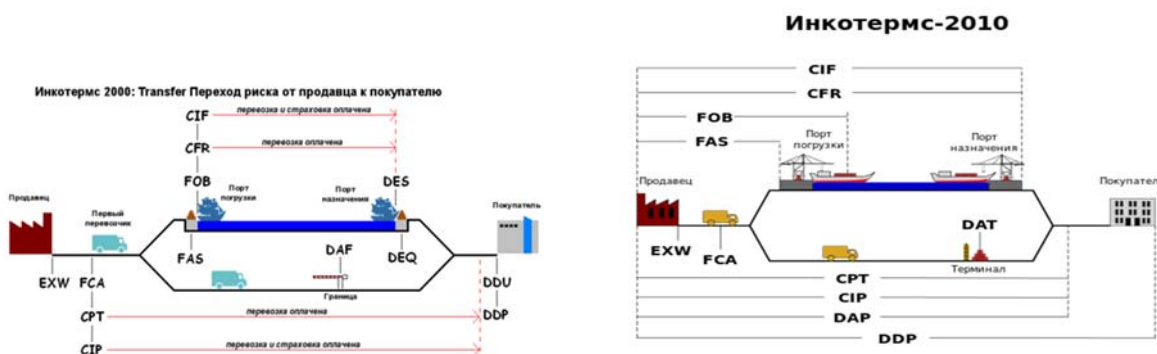 Инкотермс 2000: Transfer Переход риска от продавца к покупателю
CIF перевозка и страховка оплачена
CFR перевозка оплачена
FOB
Порт погрузки
Порт назначения
DES
Продавец
Первый перевозчик
Покупатель
FAS
DAF
DEQ
EXW
FCA
Граница
DDU
CPT перевозка оплачена
DDP
CIP перевозка и страховка оплачена
Инкотермс-2010
CIF
CFR
FOB
FAS
Порт
погрузки
Порт
назначения
Продавец
Покупател
EXW
FCA
DAT
Терминал
CPT
CIP
DAP
DDP